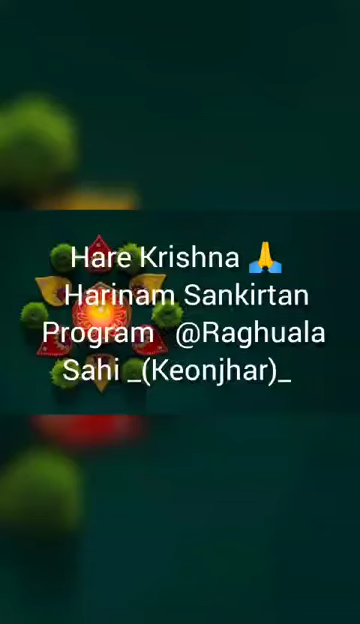 Hare Krishna 🙏
Harinam Sankirtan
Program @Raghuala
Sahi _(Keonjhar)_